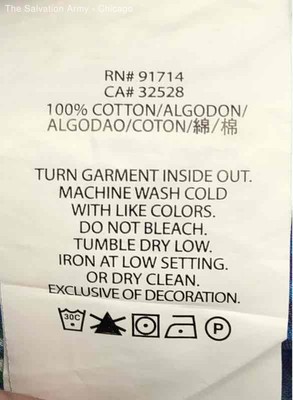 The Salvation Army - Chicago
RN# 91714
CA# 32528
100% COTTON/ALGODON/
ALGODAO/COTON/綿/棉
TURN GARMENT INSIDE OUT.
MACHINE WASH COLD
WITH LIKE COLORS.
DO NOT BLEACH.
TUMBLE DRY LOW.
IRON AT LOW SETTING.
OR DRY CLEAN.
EXCLUSIVE OF DECORATION.
30C P